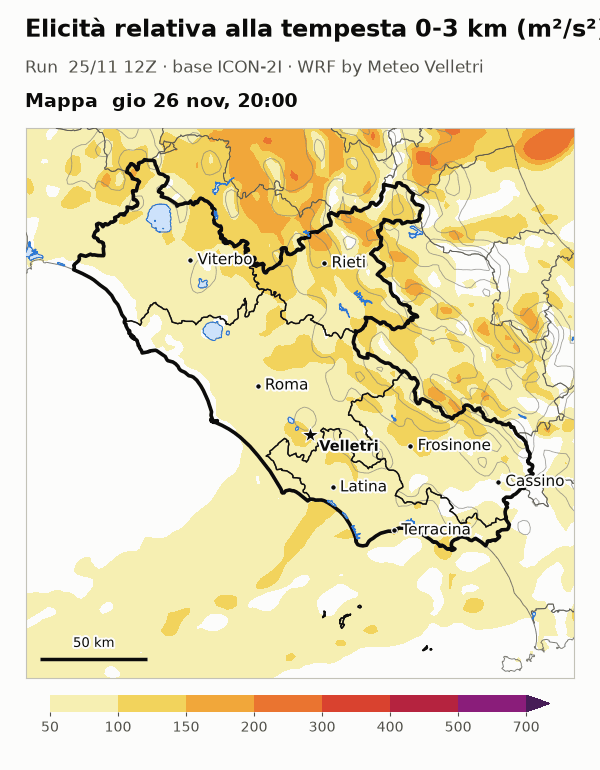 Elicità relativa alla tempesta 0-3 km (m²/s²)
Run  25/11 12Z · base ICON-2I · WRF by Meteo Velletri
Mappa  gio 26 nov, 20:00
Viterbo
Rieti
Roma
Velletri
Frosinone
Latina
Cassino
Terracina
50 km
50 100 150 200 300 400 500 700